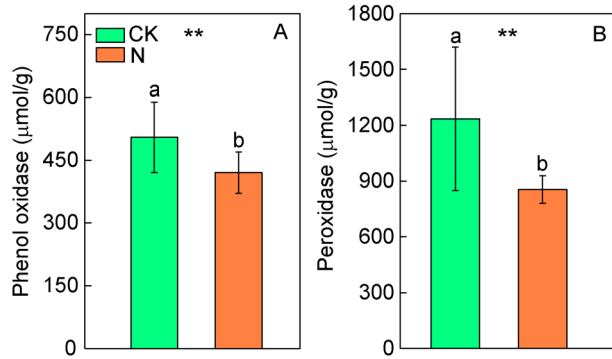 Phenol oxidase (μmol/g)
750
600
450
300
150
0
CK
N
**
A
a
b
Peroxidase (μmol/g)
1800
1500
1200
900
600
300
0
**
B
a
b